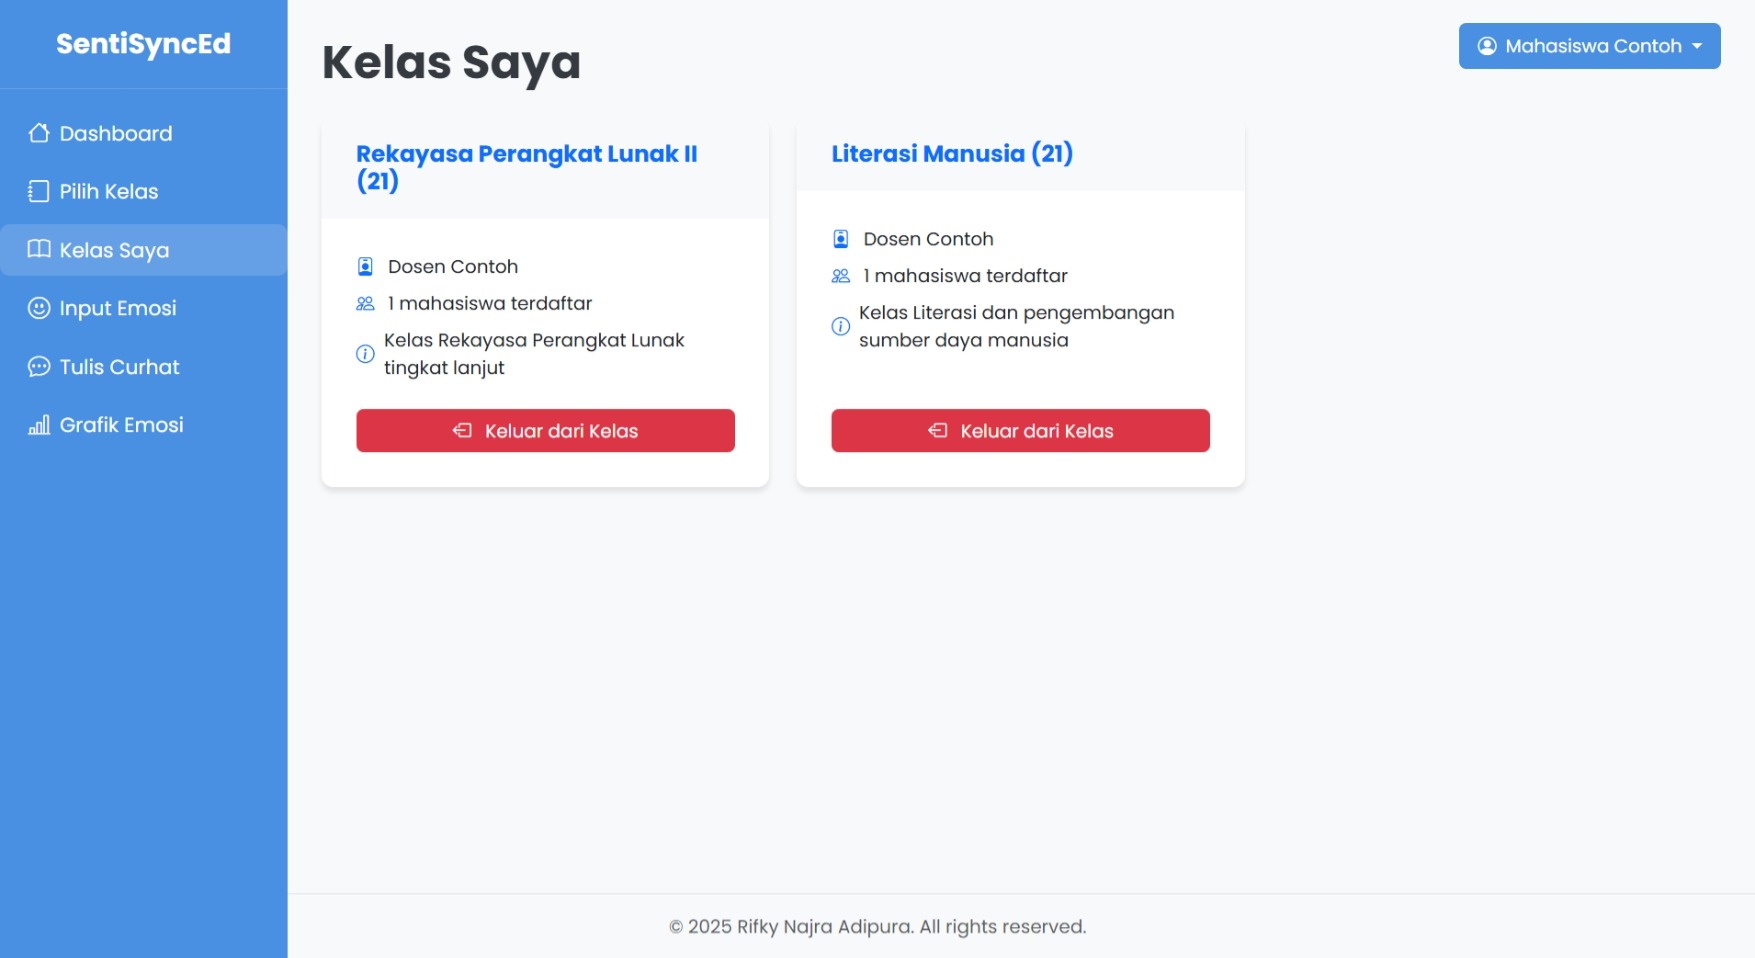 SentiSyncEd
Dashboard
Pilih Kelas
Kelas Saya
Input Emosi
Tulis Curhat
Grafik Emosi
Kelas Saya
Mahasiswa Contoh
Rekayasa Perangkat Lunak II
(21)
Dosen Contoh
1 mahasiswa terdaftar
Kelas Rekayasa Perangkat Lunak
tingkat lanjut
Keluar dari Kelas
Literasi Manusia (21)
Dosen Contoh
1 mahasiswa terdaftar
Kelas Literasi dan pengembangan
sumber daya manusia
Keluar dari Kelas
© 2025 Rifky Najra Adipura. All rights reserved.